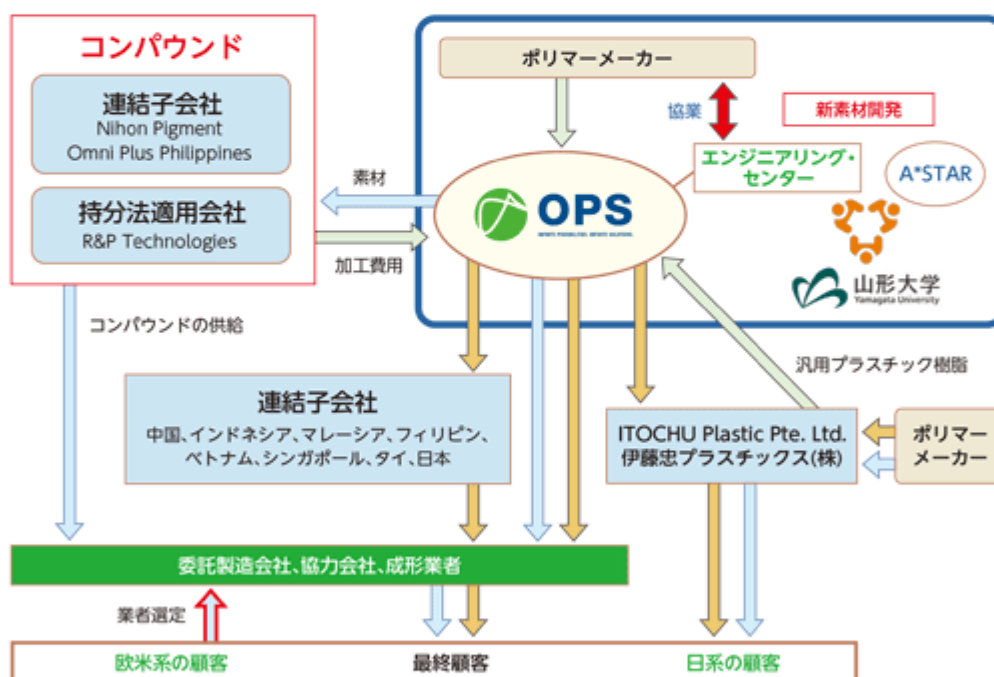 コンパウンド
連結子会社
Nihon Pigment
Omni Plus Philippines
持分法適用会社
R&P Technologies
ポリマーメーカー
協業
新素材開発
エンジニアリング・
センター
A*STAR
素材
OPS
INFINITE POSSIBILITIES. INFINITE SOLUTIONS.
山形大学
Yamagata University
加工費用
コンパウンドの供給
汎用プラスチック樹脂
連結子会社
中国、インドネシア、マレーシア、フィリピン、
ベトナム、シンガポール、タイ、日本
ITOCHU Plastic Pte. Ltd.
伊藤忠プラスチックス(株)
ポリマー
メーカー
委託製造会社、協力会社、成形業者
業者選定
欧米系の顧客
最終顧客
日系の顧客